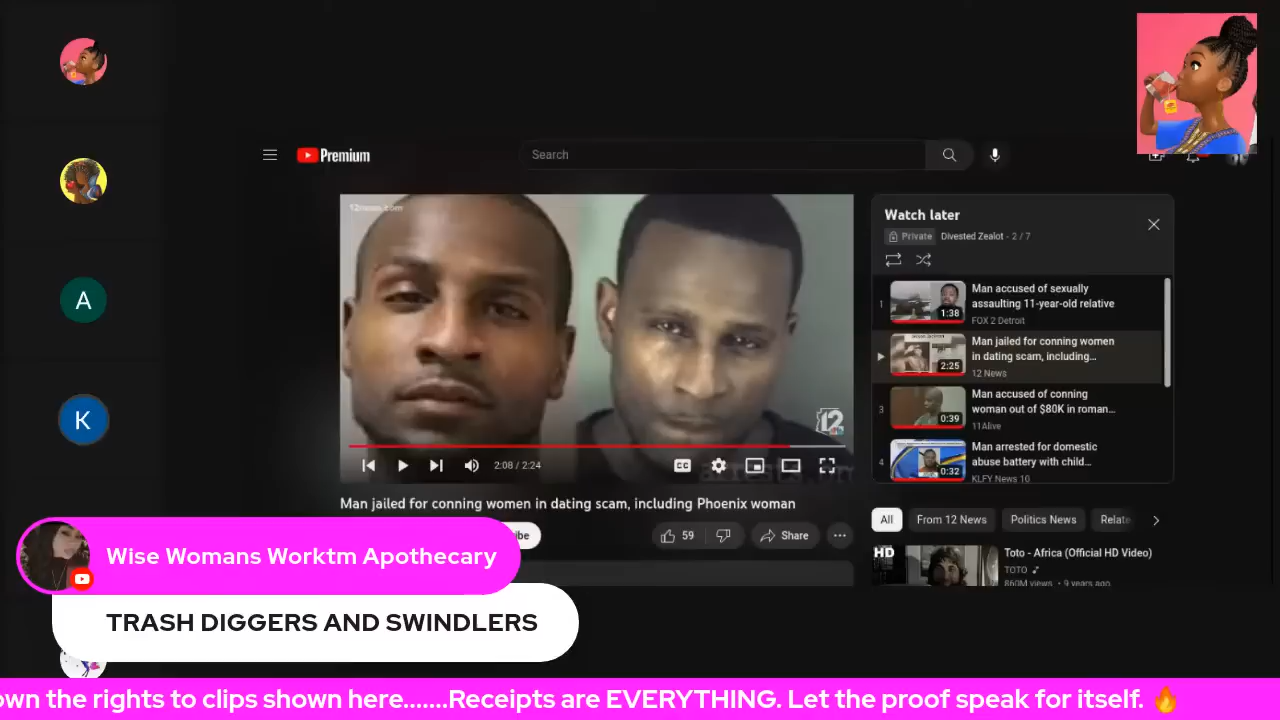 Premium
Search
12news.com
12
2:08 / 2:24
CC
Man jailed for conning women in dating scam, including Phoenix woman
59
Share
Watch later
Private
Divested Zealot - 2 / 7
1
1:38
Man accused of sexually
assaulting 11-year-old relative
FOX 2 Detroit
2:25
Man jailed for conning women
in dating scam, including...
12 News
3
0:39
Man accused of conning
woman out of $80K in roman...
11Alive
4
0:32
Man arrested for domestic
abuse battery with child...
KLFY News 10
All
From 12 News
Politics News
Relate
HD
Toto - Africa (Official HD Video)
TOTO
860M views • 9 years ago
A
K
Wise Womans Worktm Apothecary
TRASH DIGGERS AND SWINDLERS
own the rights to clips shown here.......Receipts are EVERYTHING. Let the proof speak for itself. 🔥